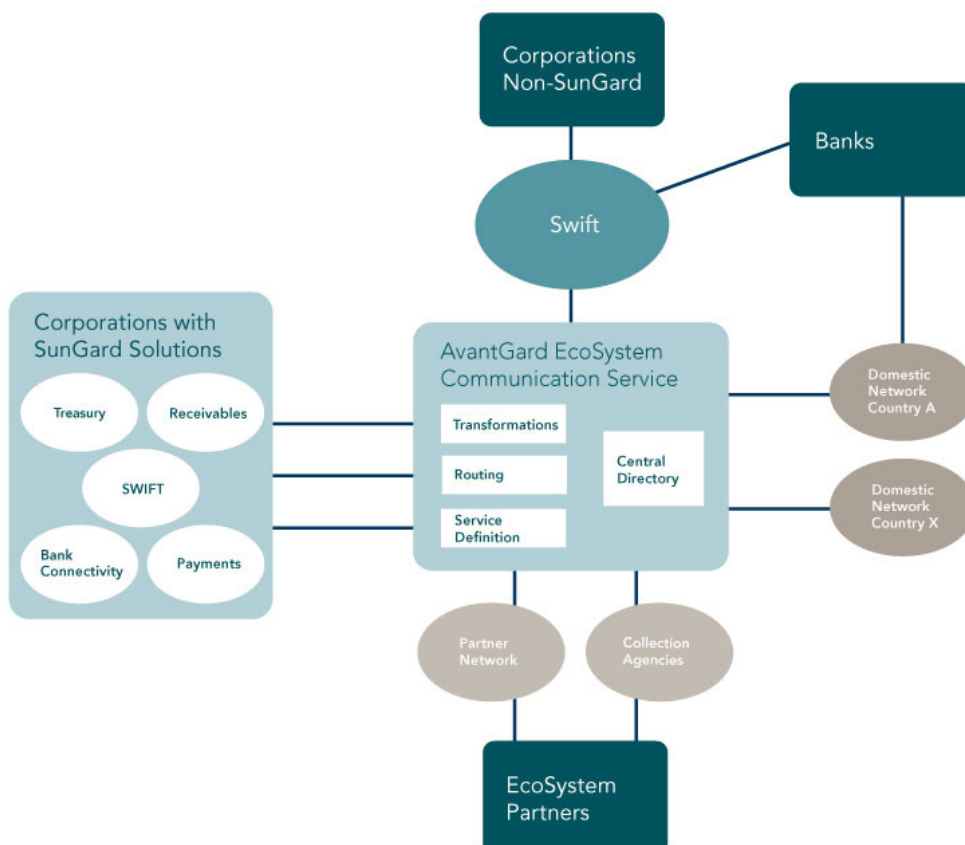 Corporations
Non-SunGard
Banks
Swift
Corporations with
SunGard Solutions
Treasury
Receivables
SWIFT
Bank
Connectivity
Payments
AvantGard EcoSystem
Communication Service
Transformations
Routing
Service
Definition
Central
Directory
Domestic
Network
Country A
Domestic
Network
Country X
Partner
Network
Collection
Agencies
EcoSystem
Partners